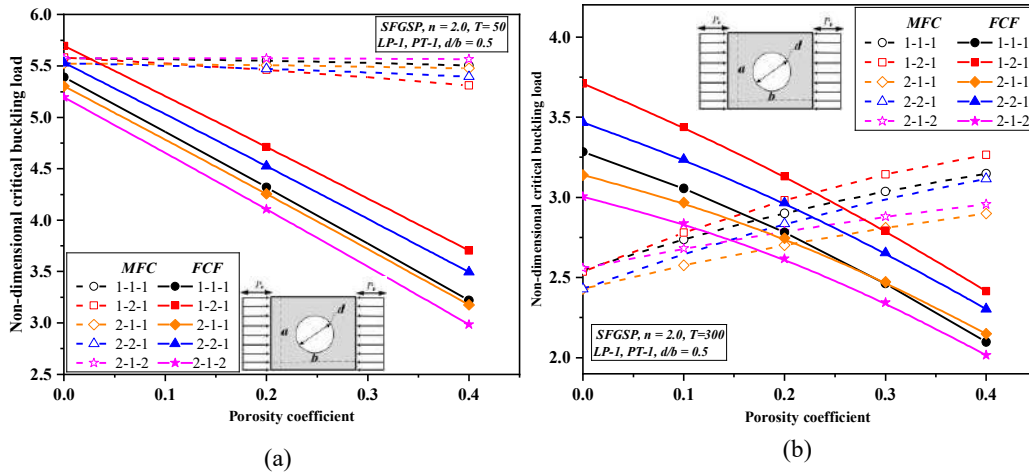 6.0
5.5
5.0
4.5
4.0
3.5
3.0
2.5
0.0 0.1 0.2 0.3 0.4
Non-dimensional critical buckling load
Porosity coefficient
SFGSP, n = 2.0, T= 50
LP-1, PT-1, d/b = 0.5
MFC FCF
1-1-1 1-1-1
1-2-1 1-2-1
2-1-1 2-1-1
2-2-1 2-2-1
2-1-2 2-1-2
d
a
b
(a)
4.0
3.5
3.0
2.5
2.0
0.0 0.1 0.2 0.3 0.4
Non-dimensional critical buckling load
Porosity coefficient
d
a
b
MFC FCF
1-1-1 1-1-1
1-2-1 1-2-1
2-1-1 2-1-1
2-2-1 2-2-1
2-1-2 2-1-2
SFGSP, n = 2.0, T=300
LP-1, PT-1, d/b = 0.5
(b)